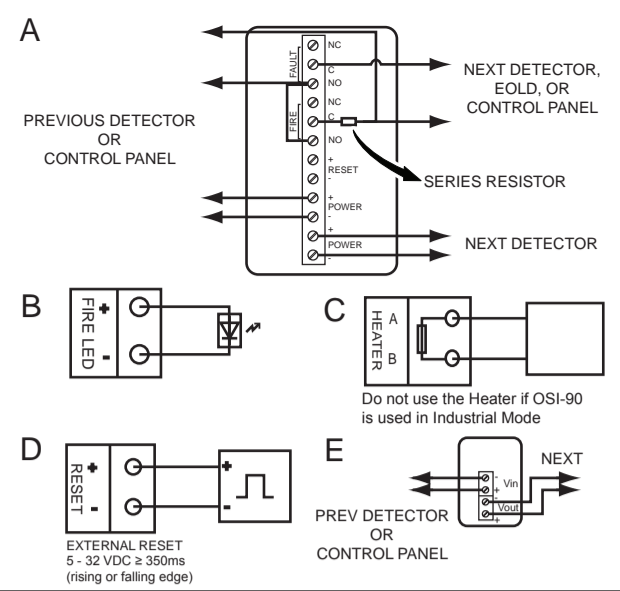 A
NC
FAULT
C
NO
NC
FIRE
C
NO
+
RESET
-
+
POWER
-
+
POWER
-
PREVIOUS DETECTOR
OR
CONTROL PANEL
NEXT DETECTOR,
EOLD, OR
CONTROL PANEL
SERIES RESISTOR
NEXT DETECTOR
B
FIRE LED
+
-
C
HEATER
A
B
Do not use the Heater if OSI-90
is used in Industrial Mode
D
RESET
+
-
+
-
EXTERNAL RESET
5 - 32 VDC ≥ 350ms
(rising or falling edge)
E
NEXT
-
Vin
+
-
Vout
+
PREV DETECTOR
OR
CONTROL PANEL